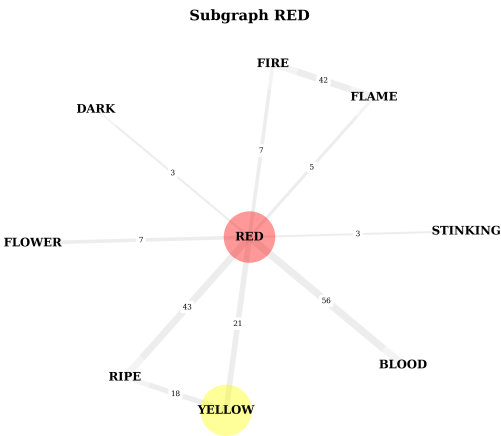 Subgraph RED
FIRE
42
FLAME
DARK
7
5
3
FLOWER
7
RED
3
STINKING
43
21
56
RIPE
18
YELLOW
BLOOD